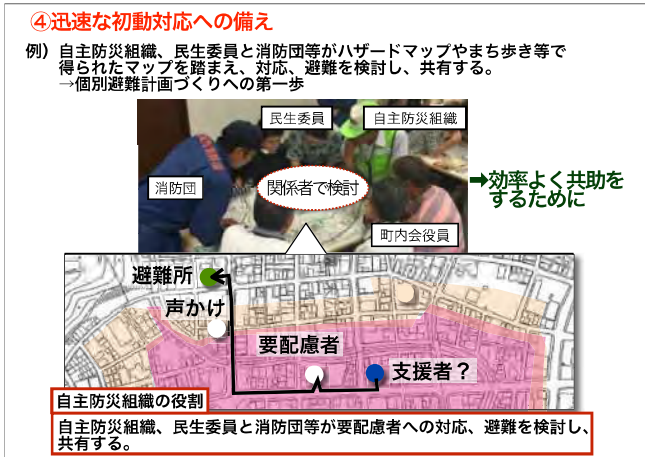 ④迅速な初動対応への備え
例）自主防災組織、民生委員と消防団等がハザードマップやまち歩き等で
得られたマップを踏まえ、対応、避難を検討し、共有する。
→個別避難計画づくりへの第一歩
民生委員
自主防災組織
消防団
関係者で検討
➡効率よく共助を
するために
町内会役員
避難所
声かけ
要配慮者
支援者？
自主防災組織の役割
自主防災組織、民生委員と消防団等が要配慮者への対応、避難を検討し、
共有する。